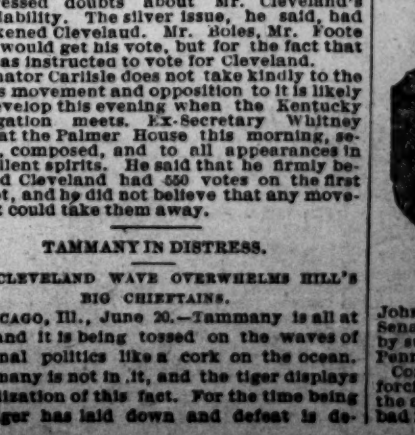 essed doubts about Mr. Cleveland's
lability. The silver issue, he said, had
kened Cleveland. Mr. Boles, Mr. Foote
would get his vote, but for the fact that
as instructed to vote for Cleveland.
nator Carlisle does not take kindly to the
s movement and opposition to it is likely
evelop this evening when the Kentucky
gation meets. Ex-Secretary Whitney
at the Palmer House this morning, se-
, composed, and to all appearances in
llent spirits. He said that he firmly be-
d Cleveland had 550 votes on the first
t, and he did not believe that any move-
t could take them away.
TAMMANY IN DISTRESS.
CLEVELAND WAVE OVERWHELMS HILL'S
BIG CHIEFTAINS.
CAGO, Ill., June 20.—Tammany is all at
and it is being tossed on the waves of
nal politics like a cork on the ocean.
many is not in it, and the tiger displays
lization of this fact. For the time being
ger has laid down and defeat is de-
John
Sena
by s
Penn
Co
forc
the
bad